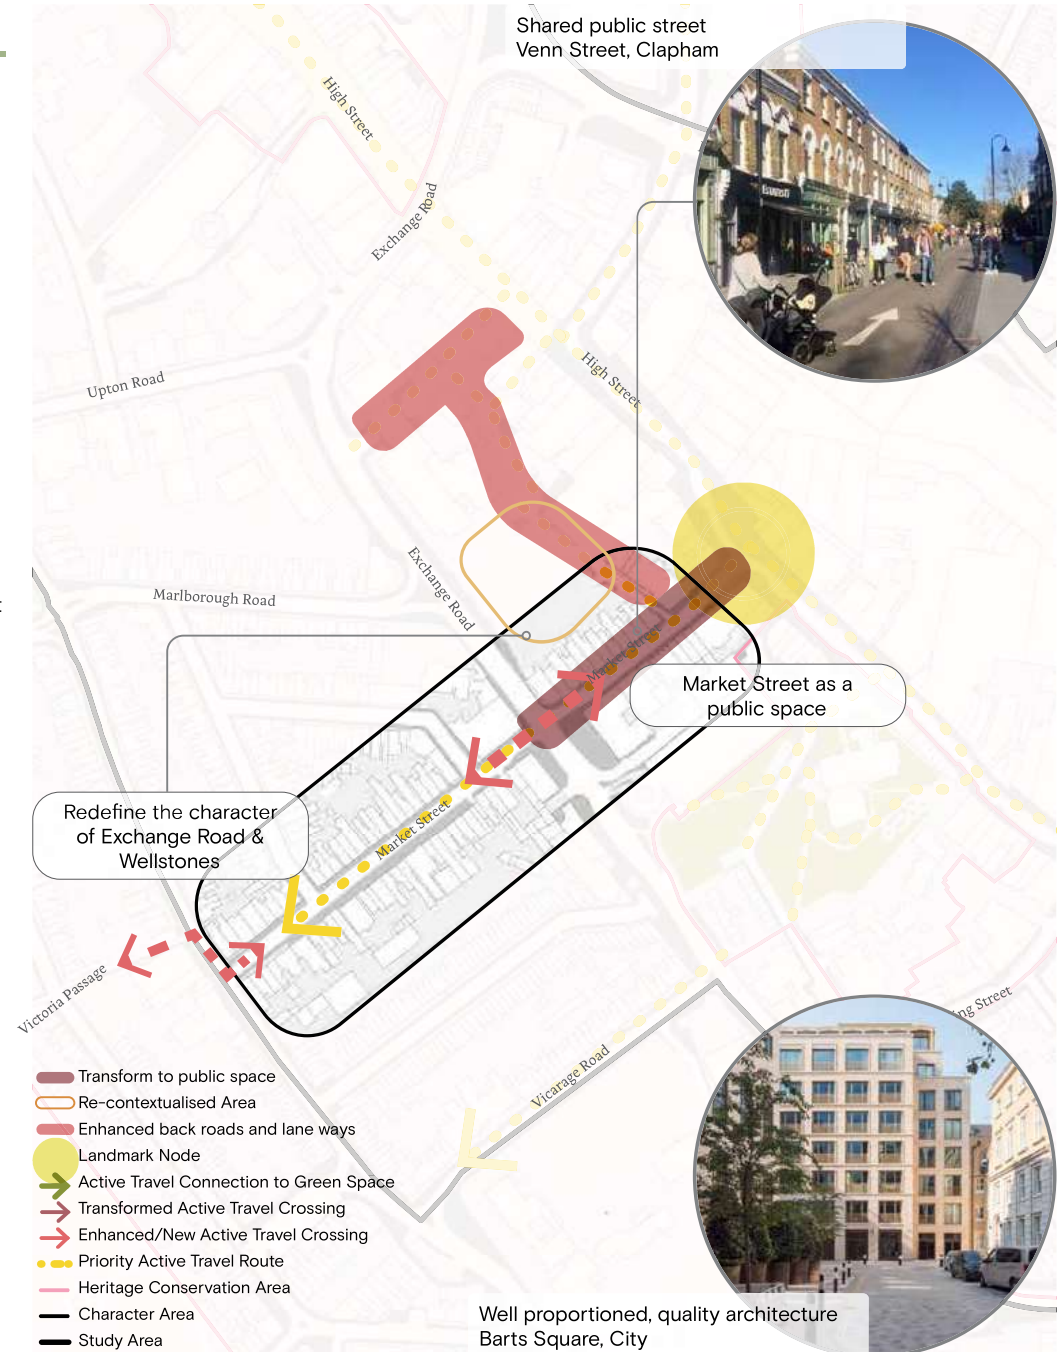 Shared public street
Venn Street, Clapham
High Street
Exchange Road
High Street
Upton Road
Exchange Road
Marlborough Road
Market Street
Market Street as a
public space
Redefine the character
of Exchange Road &
Wellstones
Market Street
Victoria Passage
ing Street
Vicarage Road
Transform to public space
Re-contextualised Area
Enhanced back roads and lane ways
Landmark Node
Active Travel Connection to Green Space
Transformed Active Travel Crossing
Enhanced/New Active Travel Crossing
Priority Active Travel Route
Heritage Conservation Area
Character Area
Study Area
Well proportioned, quality architecture
Barts Square, City